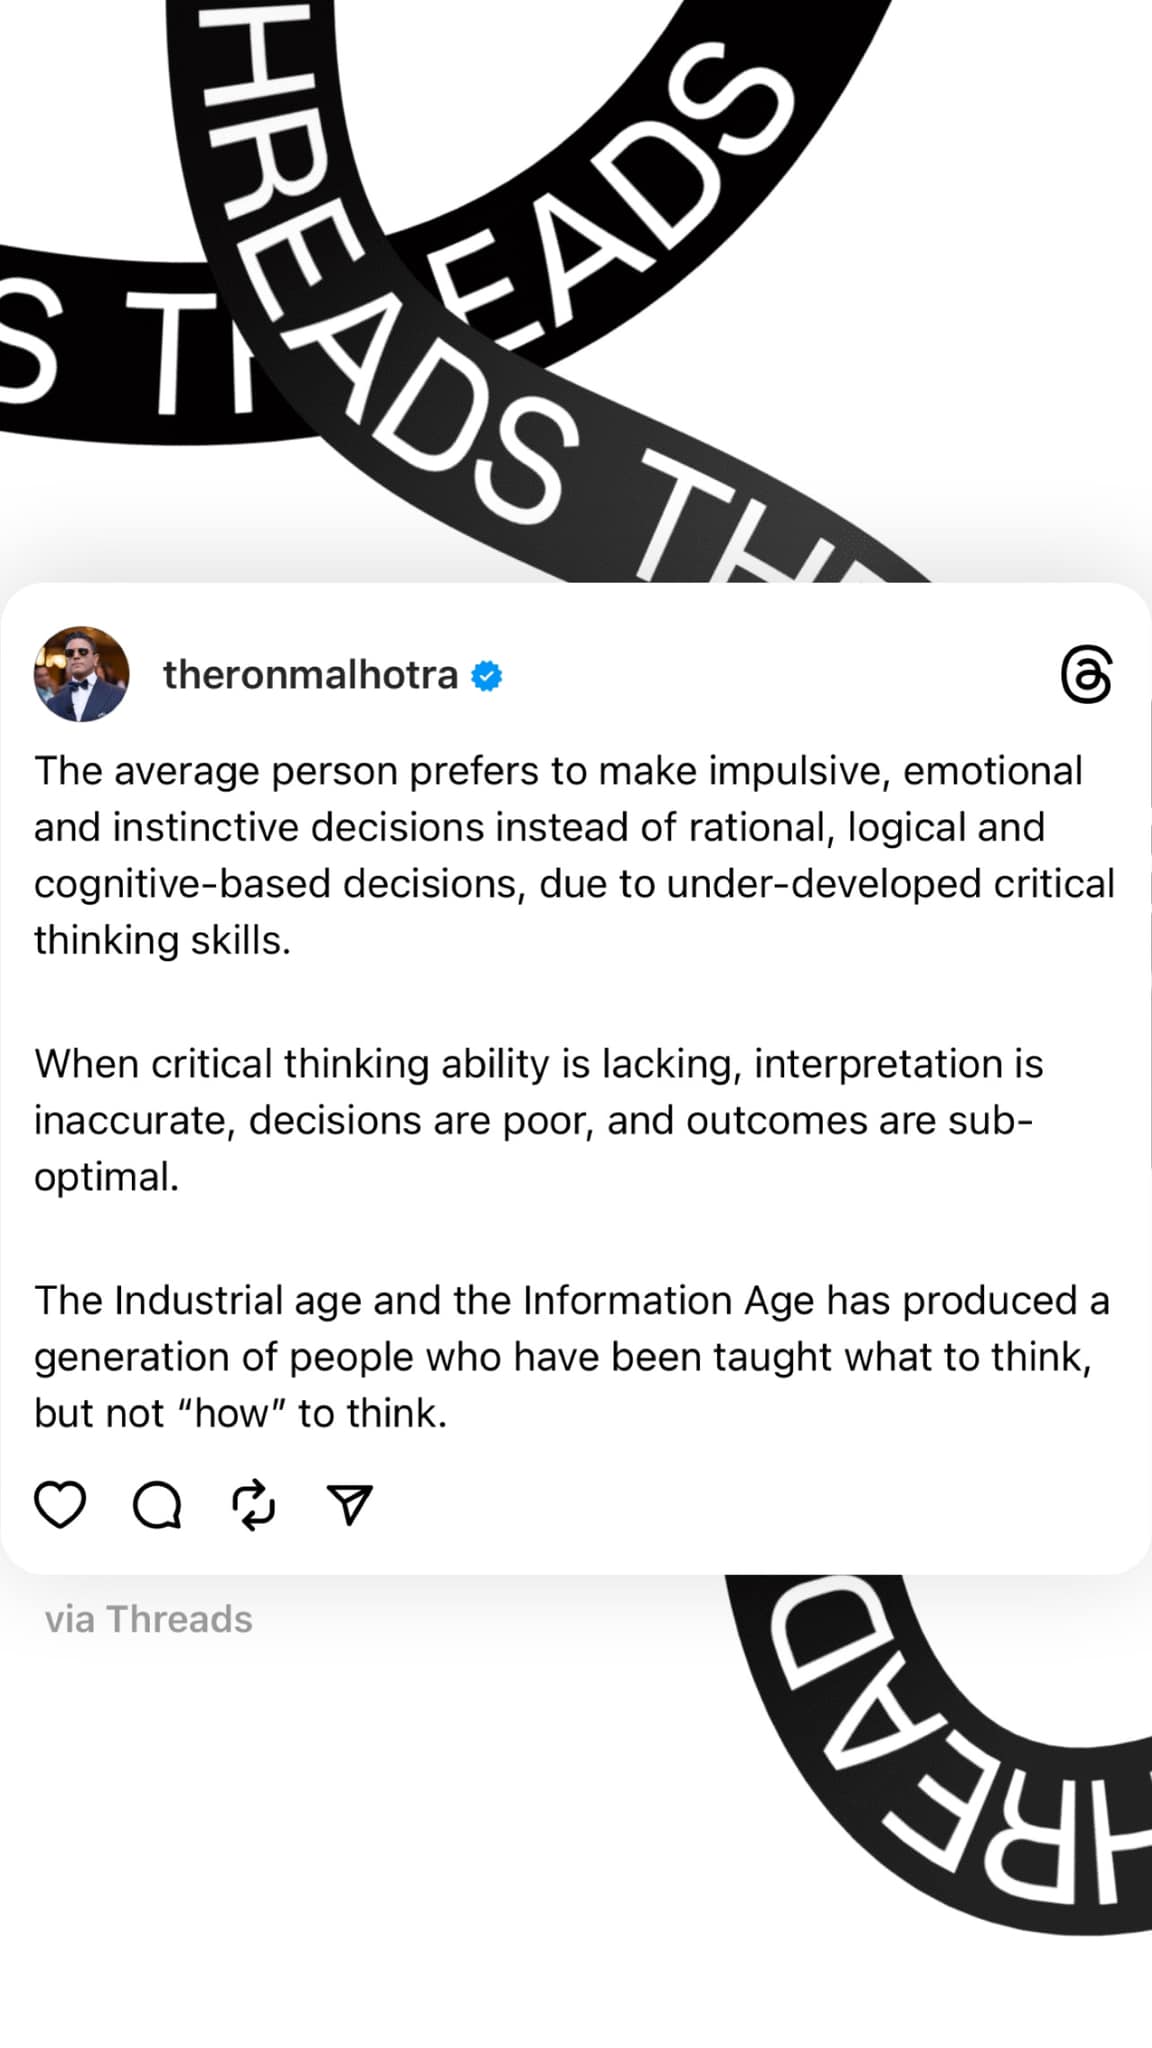 HREADS THR
EADS
S TH
theronmalhotra
The average person prefers to make impulsive, emotional
and instinctive decisions instead of rational, logical and
cognitive-based decisions, due to under-developed critical
thinking skills.
When critical thinking ability is lacking, interpretation is
inaccurate, decisions are poor, and outcomes are sub-
optimal.
The Industrial age and the Information Age has produced a
generation of people who have been taught what to think,
but not “how” to think.
via Threads
HREAD